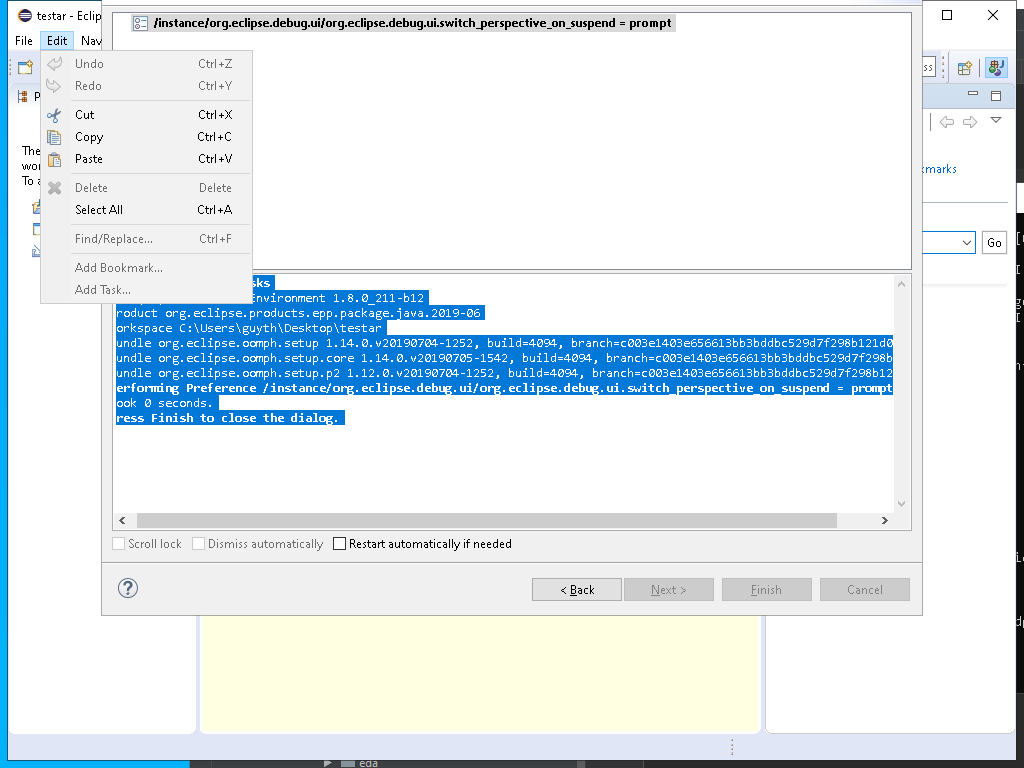 testar - Eclip
/instance/org.eclipse.debug.ui/org.eclipse.debug.ui.switch_perspective_on_suspend = prompt
File Edit Nav
Undo Ctrl+Z
Redo Ctrl+Y
Cut Ctrl+X
Copy Ctrl+C
Paste Ctrl+V
Delete Delete
Select All Ctrl+A
Find/Replace... Ctrl+F
Add Bookmark...
Add Task...
ss
P
The
wor
To a
kmarks
Go
sks
Environment 1.8.0_211-b12
roduct org.eclipse.products.epp.package.java.2019-06
orkspace C:\Users\guyth\Desktop\testar
undle org.eclipse.oomph.setup 1.14.0.v20190704-1252, build=4094, branch=c003e1403e656613bb3bddbc529d7f298b121d0
undle org.eclipse.oomph.setup.core 1.14.0.v20190705-1542, build=4094, branch=c003e1403e656613bb3bddbc529d7f298b
undle org.eclipse.oomph.setup.p2 1.12.0.v20190704-1252, build=4094, branch=c003e1403e656613bb3bddbc529d7f298b12
erforming Preference /instance/org.eclipse.debug.ui/org.eclipse.debug.ui.switch_perspective_on_suspend = prompt
ook 0 seconds.
ress Finish to close the dialog.
Scroll lock Dismiss automatically Restart automatically if needed
? < Back Next > Finish Cancel
eda